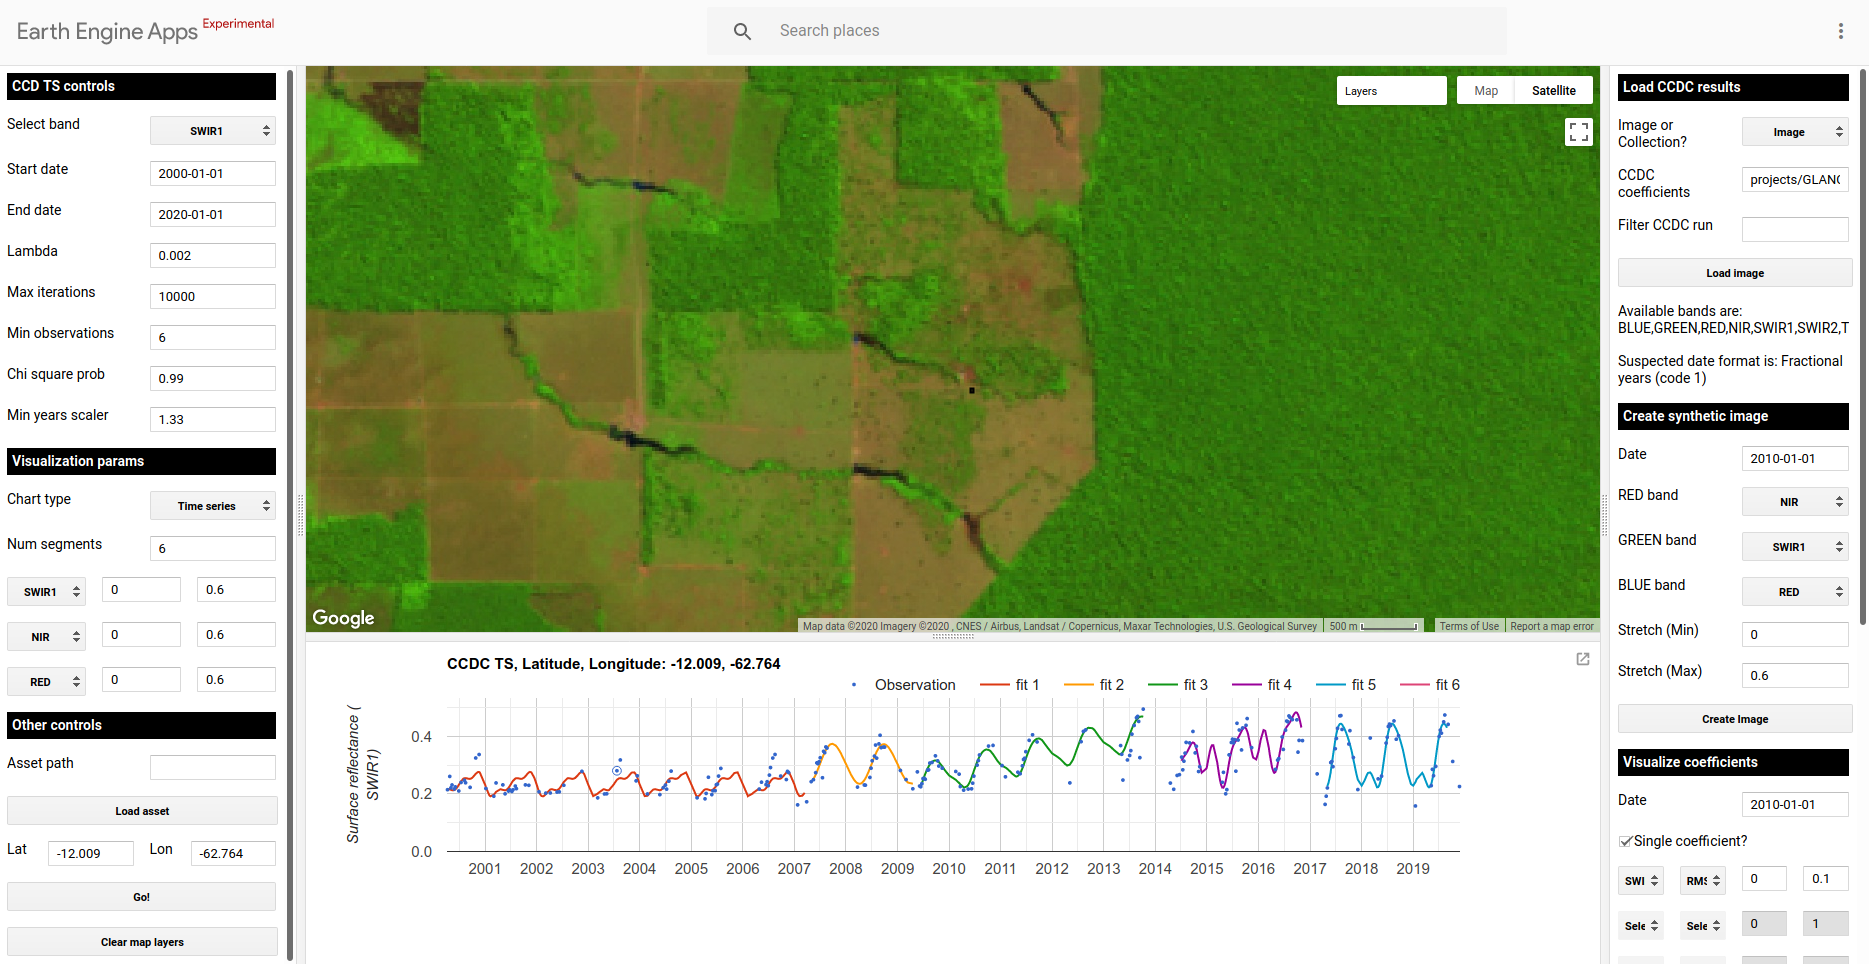 Earth Engine Apps Experimental
Search places
CCD TS controls
Select band SWIR1
Start date 2000-01-01
End date 2020-01-01
Lambda 0.002
Max iterations 10000
Min observations 6
Chi square prob 0.99
Min years scaler 1.33
Visualization params
Chart type Time series
Num segments 6
SWIR1 0 0.6
NIR 0 0.6
RED 0 0.6
Other controls
Asset path
Load asset
Lat -12.009 Lon -62.764
Go!
Clear map layers
Layers
Map Satellite
Google
Map data ©2020 Imagery ©2020 , CNES / Airbus, Landsat / Copernicus, Maxar Technologies, U.S. Geological Survey 500 m Terms of Use Report a map error
CCDC TS, Latitude, Longitude: -12.009, -62.764
Observation fit 1 fit 2 fit 3 fit 4 fit 5 fit 6
Surface reflectance (
SWIR1)
0.4
0.2
0.0
2001 2002 2003 2004 2005 2006 2007 2008 2009 2010 2011 2012 2013 2014 2015 2016 2017 2018 2019
Load CCDC results
Image or
Collection?
Image
CCDC
coefficients
projects/GLANC
Filter CCDC run
Load image
Available bands are:
BLUE,GREEN,RED,NIR,SWIR1,SWIR2,T
Suspected date format is: Fractional
years (code 1)
Create synthetic image
Date 2010-01-01
RED band NIR
GREEN band SWIR1
BLUE band RED
Stretch (Min) 0
Stretch (Max) 0.6
Create Image
Visualize coefficients
Date 2010-01-01
Single coefficient?
SWI RMS 0 0.1
Sele Sele 0 1